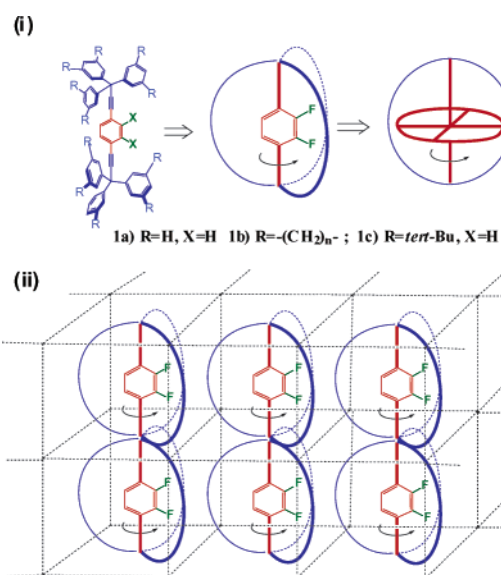 (i)
R R
R R R R
R R
X
X
R R
R R
R R R R
F
F
1a) R=H, X=H 1b) R=-(CH2)n- ; 1c) R=tert-Bu, X=H
(ii)
F F F
F F F
F F F
F F F